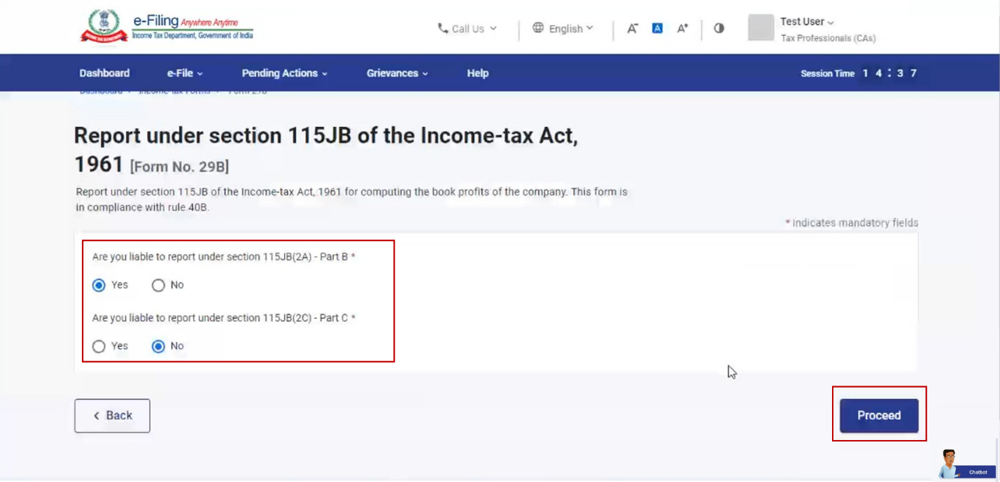 e-Filing Anywhere Anytime
Income Tax Department, Government of India
Call Us
English
A-
A
A+
Test User
Tax Professionals (CAs)
Dashboard e-File Pending Actions Grievances Help Session Time 1 4 : 3 7
Dashboard > Income-tax Forms > Form 29B
Report under section 115JB of the Income-tax Act,
1961 [Form No. 29B]
Report under section 115JB of the Income-tax Act, 1961 for computing the book profits of the company. This form is
in compliance with rule 40B.
* Indicates mandatory fields
Are you liable to report under section 115JB(2A) - Part B *
Yes No
Are you liable to report under section 115JB(2C) - Part C *
Yes No
< Back
Proceed
Chatbot